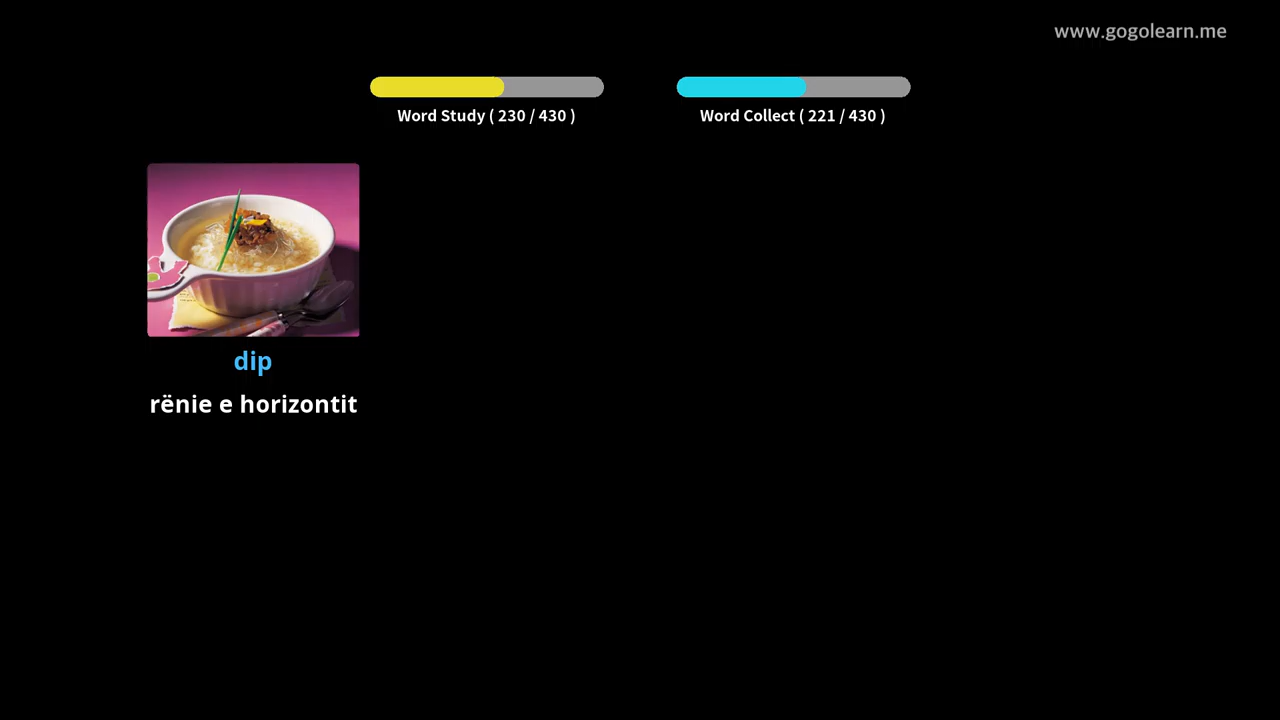 www.gogolearn.me
Word Study ( 230 / 430 )
Word Collect ( 221 / 430 )
dip
rënie e horizontit